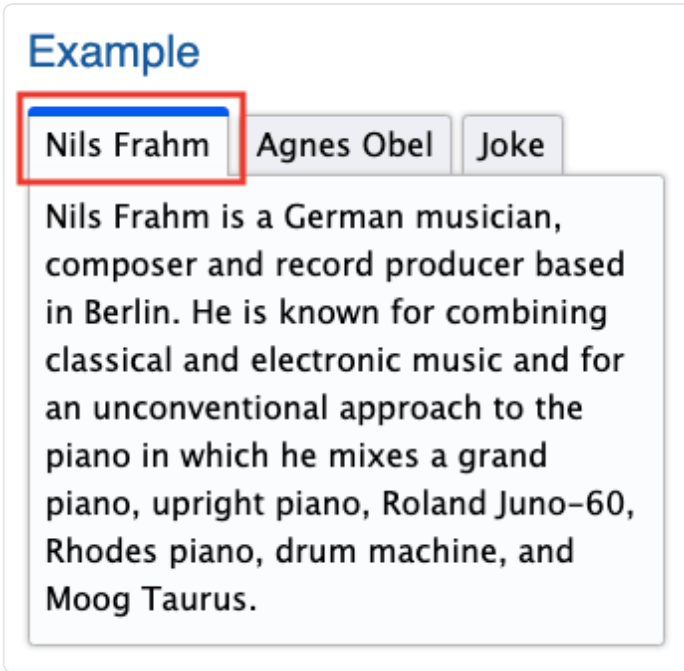 Example
Nils Frahm Agnes Obel Joke
Nils Frahm is a German musician,
composer and record producer based
in Berlin. He is known for combining
classical and electronic music and for
an unconventional approach to the
piano in which he mixes a grand
piano, upright piano, Roland Juno–60,
Rhodes piano, drum machine, and
Moog Taurus.